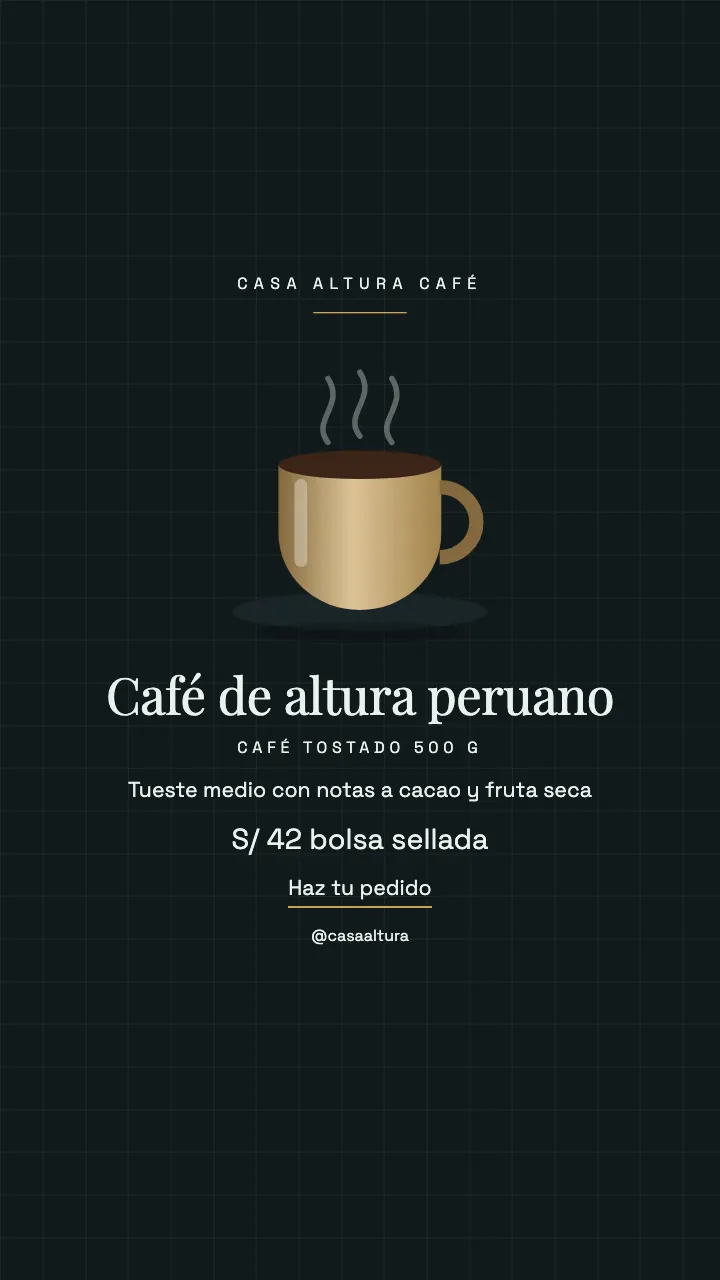 CASA ALTURA CAFÉ
Café de altura peruano
CAFÉ TOSTADO 500 G
Tueste medio con notas a cacao y fruta seca
S/ 42 bolsa sellada
Haz tu pedido
@casaaltura